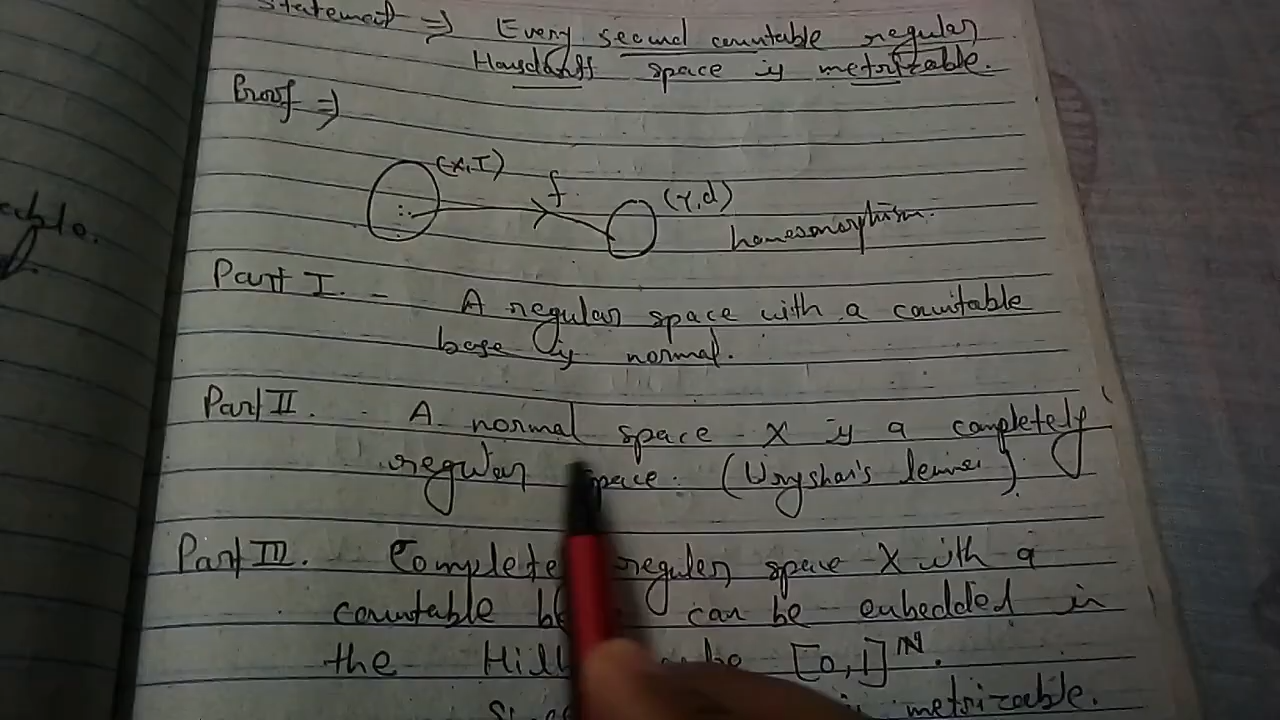 Statement ⇒ Every second countable regular
Hausdorff space is metrizable.
Proof ⇒
(X,T)
f
(Y,d)
homeomorphism.
Part I. - A regular space with a countable
base is normal.
Part II. - A normal space X is a completely
regular space. (Uryshon's lemma).
Part III. Complete regular space X with a
countable can be embedded in
the [0,1]ᴺ.
metrizable.